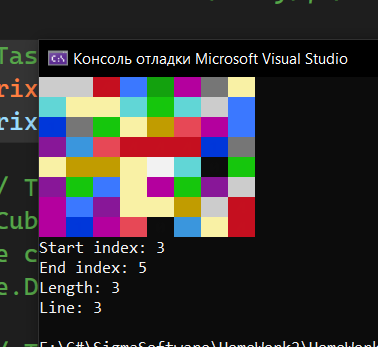 Tas
Консоль отладки Microsoft Visual Studio
rix
rix
/ T
Cub
e c
e.D
Start index: 3
End index: 5
Length: 3
Line: 3